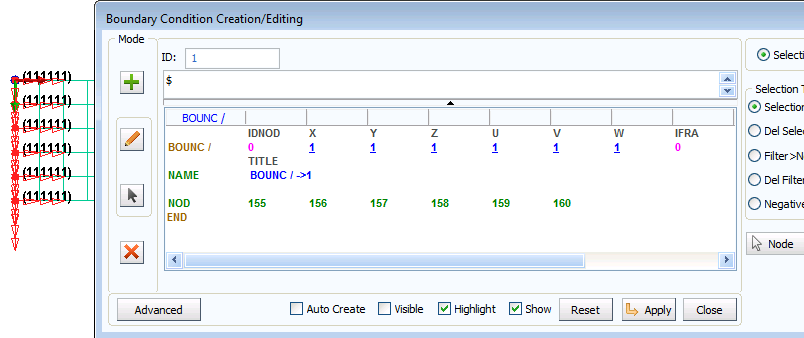 Boundary Condition Creation/Editing
Mode
ID: 1
$
BOUNC /
IDNOD X Y Z U V W IFRA
BOUNC / 0 1 1 1 1 1 1 0
TITLE
NAME BOUNC / ->1
NOD 155 156 157 158 159 160
END
Advanced Auto Create Visible Highlight Show Reset Apply Close
Selecti
Selection T
Selection
Del Selec
Filter>N
Del Filter
Negative
Node
(111111)
(111111)
(111111)
(111111)
(111111)
(111111)